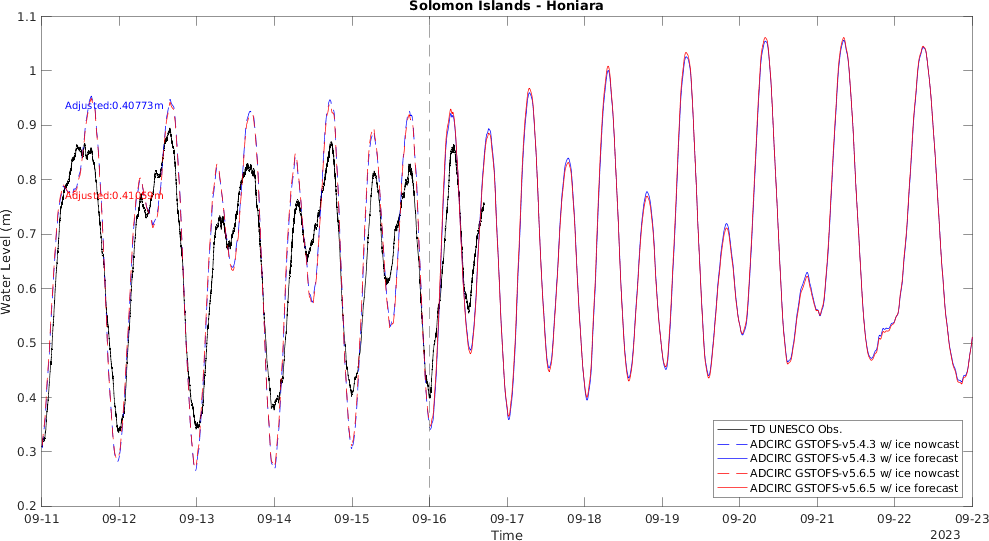 Solomon Islands - Honiara
1.1
1
0.9
0.8
0.7
0.6
0.5
0.4
0.3
0.2
Water Level (m)
Adjusted:0.40773m
Adjusted:0.41059m
TD UNESCO Obs.
ADCIRC GSTOFS-v5.4.3 w/ ice nowcast
ADCIRC GSTOFS-v5.4.3 w/ ice forecast
ADCIRC GSTOFS-v5.6.5 w/ ice nowcast
ADCIRC GSTOFS-v5.6.5 w/ ice forecast
09-11 09-12 09-13 09-14 09-15 09-16 09-17 09-18 09-19 09-20 09-21 09-22 09-23
Time
2023